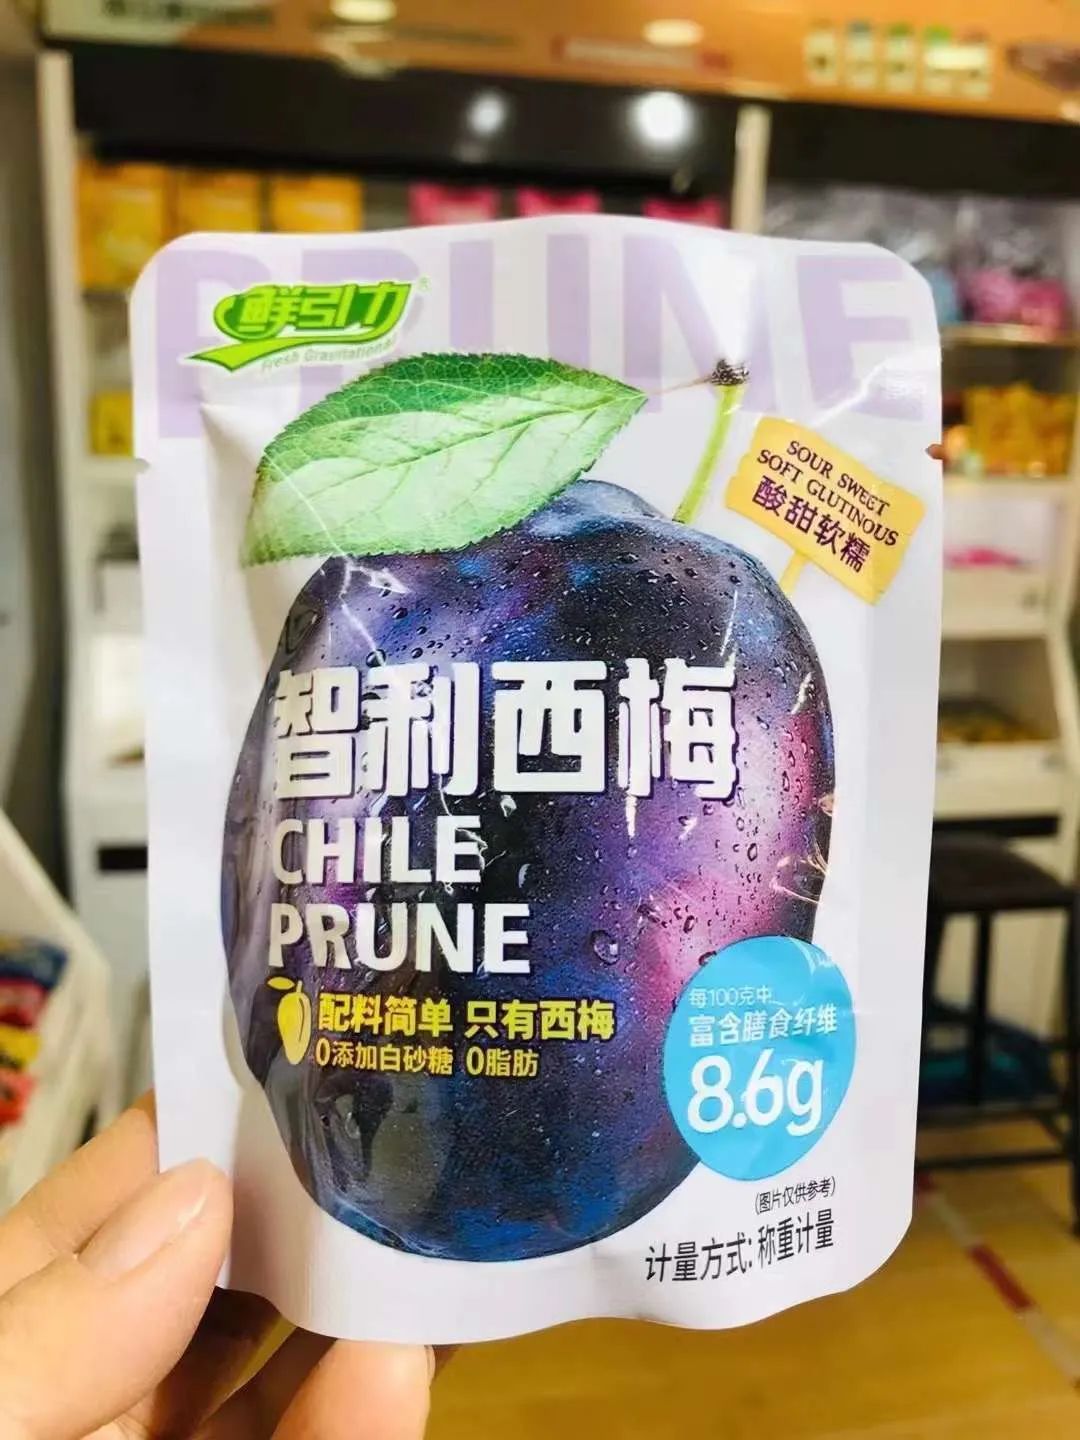 PRUNE
鲜引力®
Fresh Gravitational
SOUR SWEET
SOFT GLUTINOUS
酸甜软糯
智利西梅
CHILE
PRUNE
配料简单 只有西梅
0添加白砂糖 0脂肪
每100克中
富含膳食纤维
8.6g
(图片仅供参考)
计量方式:称重计量